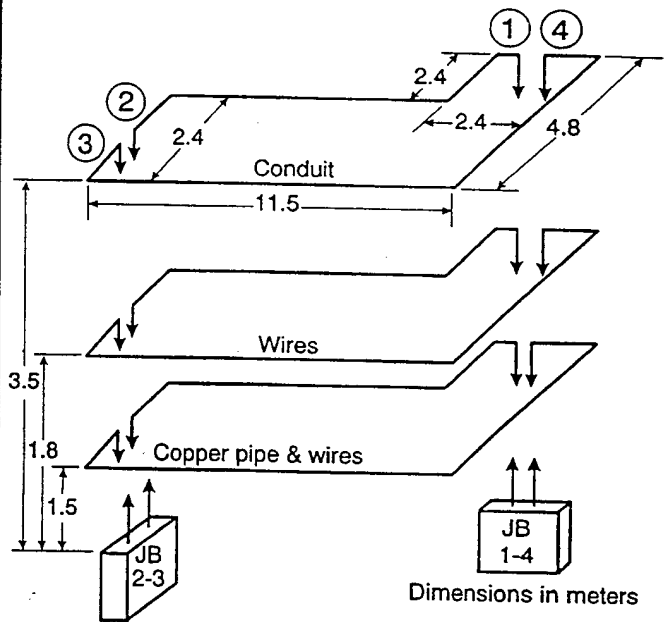 1
4
2.4
2
3
2.4
2.4
4.8
Conduit
11.5
Wires
3.5
1.8
Copper pipe & wires
1.5
JB
2-3
JB
1-4
Dimensions in meters